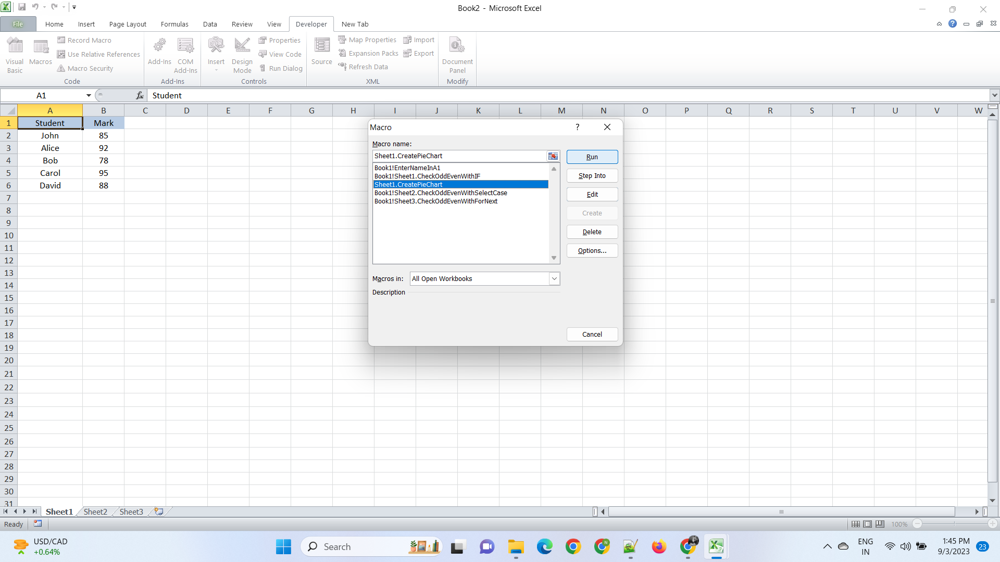 Book2 - Microsoft Excel
File Home Insert Page Layout Formulas Data Review View Developer New Tab
Visual Basic
Macros
Record Macro
Use Relative References
Macro Security
Code
Add-Ins
COM Add-Ins
Add-Ins
Insert
Design Mode
Properties
View Code
Run Dialog
Controls
Source
Map Properties
Expansion Packs
Refresh Data
Import
Export
XML
Document Panel
Modify
A1 fx Student
A B C D E F G H I J K L M N O P Q R S T U V W
1 Student Mark
2 John 85
3 Alice 92
4 Bob 78
5 Carol 95
6 David 88
7
8
9
10
11
12
13
14
15
16
17
18
19
20
21
22
23
24
25
26
27
28
29
30
31
Macro ?
Macro name:
Sheet1.CreatePieChart
Book1!EnterNameInA1
Book1!Sheet1.CheckOddEvenWithIF
Sheet1.CreatePieChart
Book1!Sheet2.CheckOddEvenWithSelectCase
Book1!Sheet3.CheckOddEvenWithForNext
Run
Step Into
Edit
Create
Delete
Options...
Macros in: All Open Workbooks
Description
Cancel
Sheet1 Sheet2 Sheet3
Ready 100%
USD/CAD
+0.64%
Search
N
ENG
IN
1:45 PM
9/3/2023
23